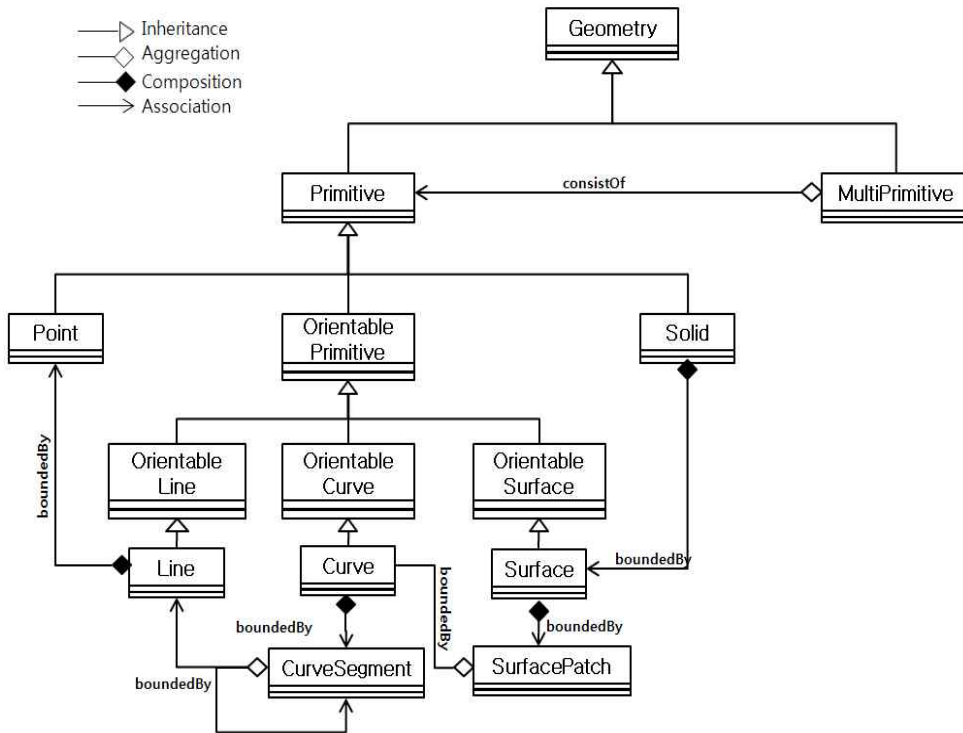 Inheritance
Aggregation
Composition
Association
Geometry
consistOf
Primitive
MultiPrimitive
Point
Orientable
Primitive
Solid
boundedBy
Orientable
Line
Orientable
Curve
Orientable
Surface
Line
Curve
boundedBy
Surface
boundedBy
boundedBy
boundedBy
boundedBy
CurveSegment
SurfacePatch